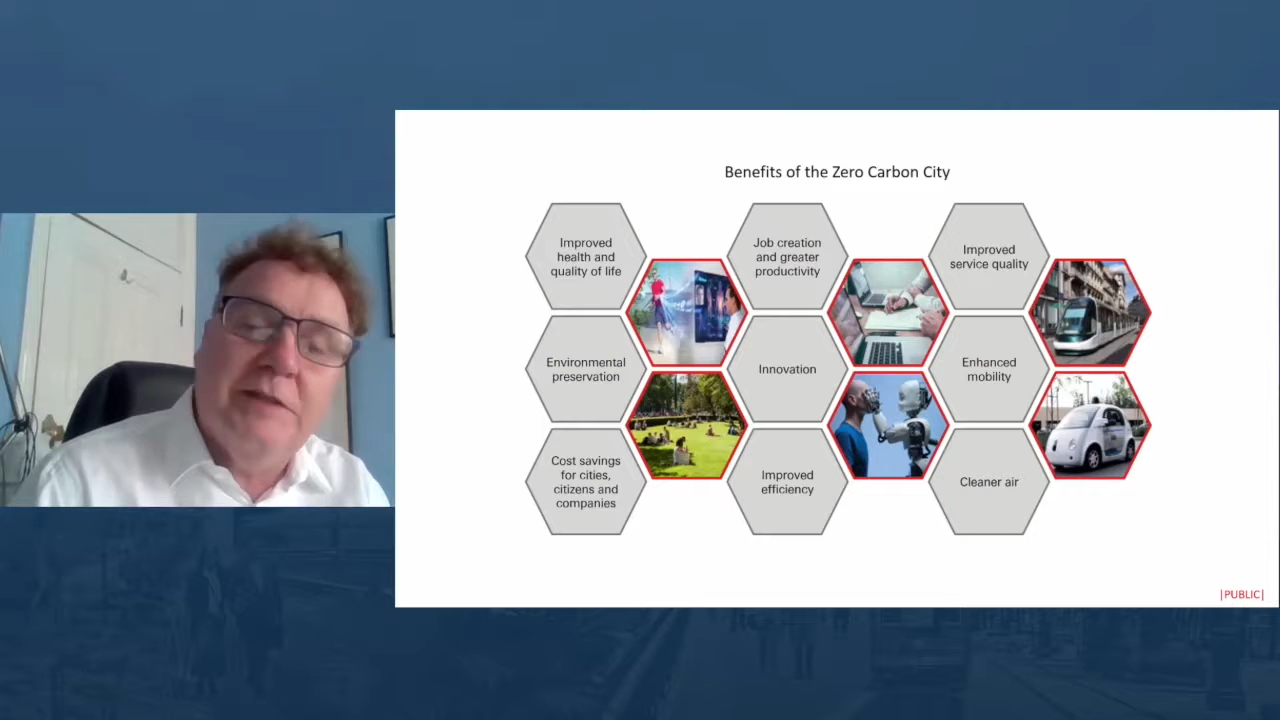 Benefits of the Zero Carbon City
Improved
health and
quality of life
Job creation
and greater
productivity
Improved
service quality
Environmental
preservation
Innovation
Enhanced
mobility
Cost savings
for cities,
citizens and
companies
Improved
efficiency
Cleaner air
|PUBLIC|